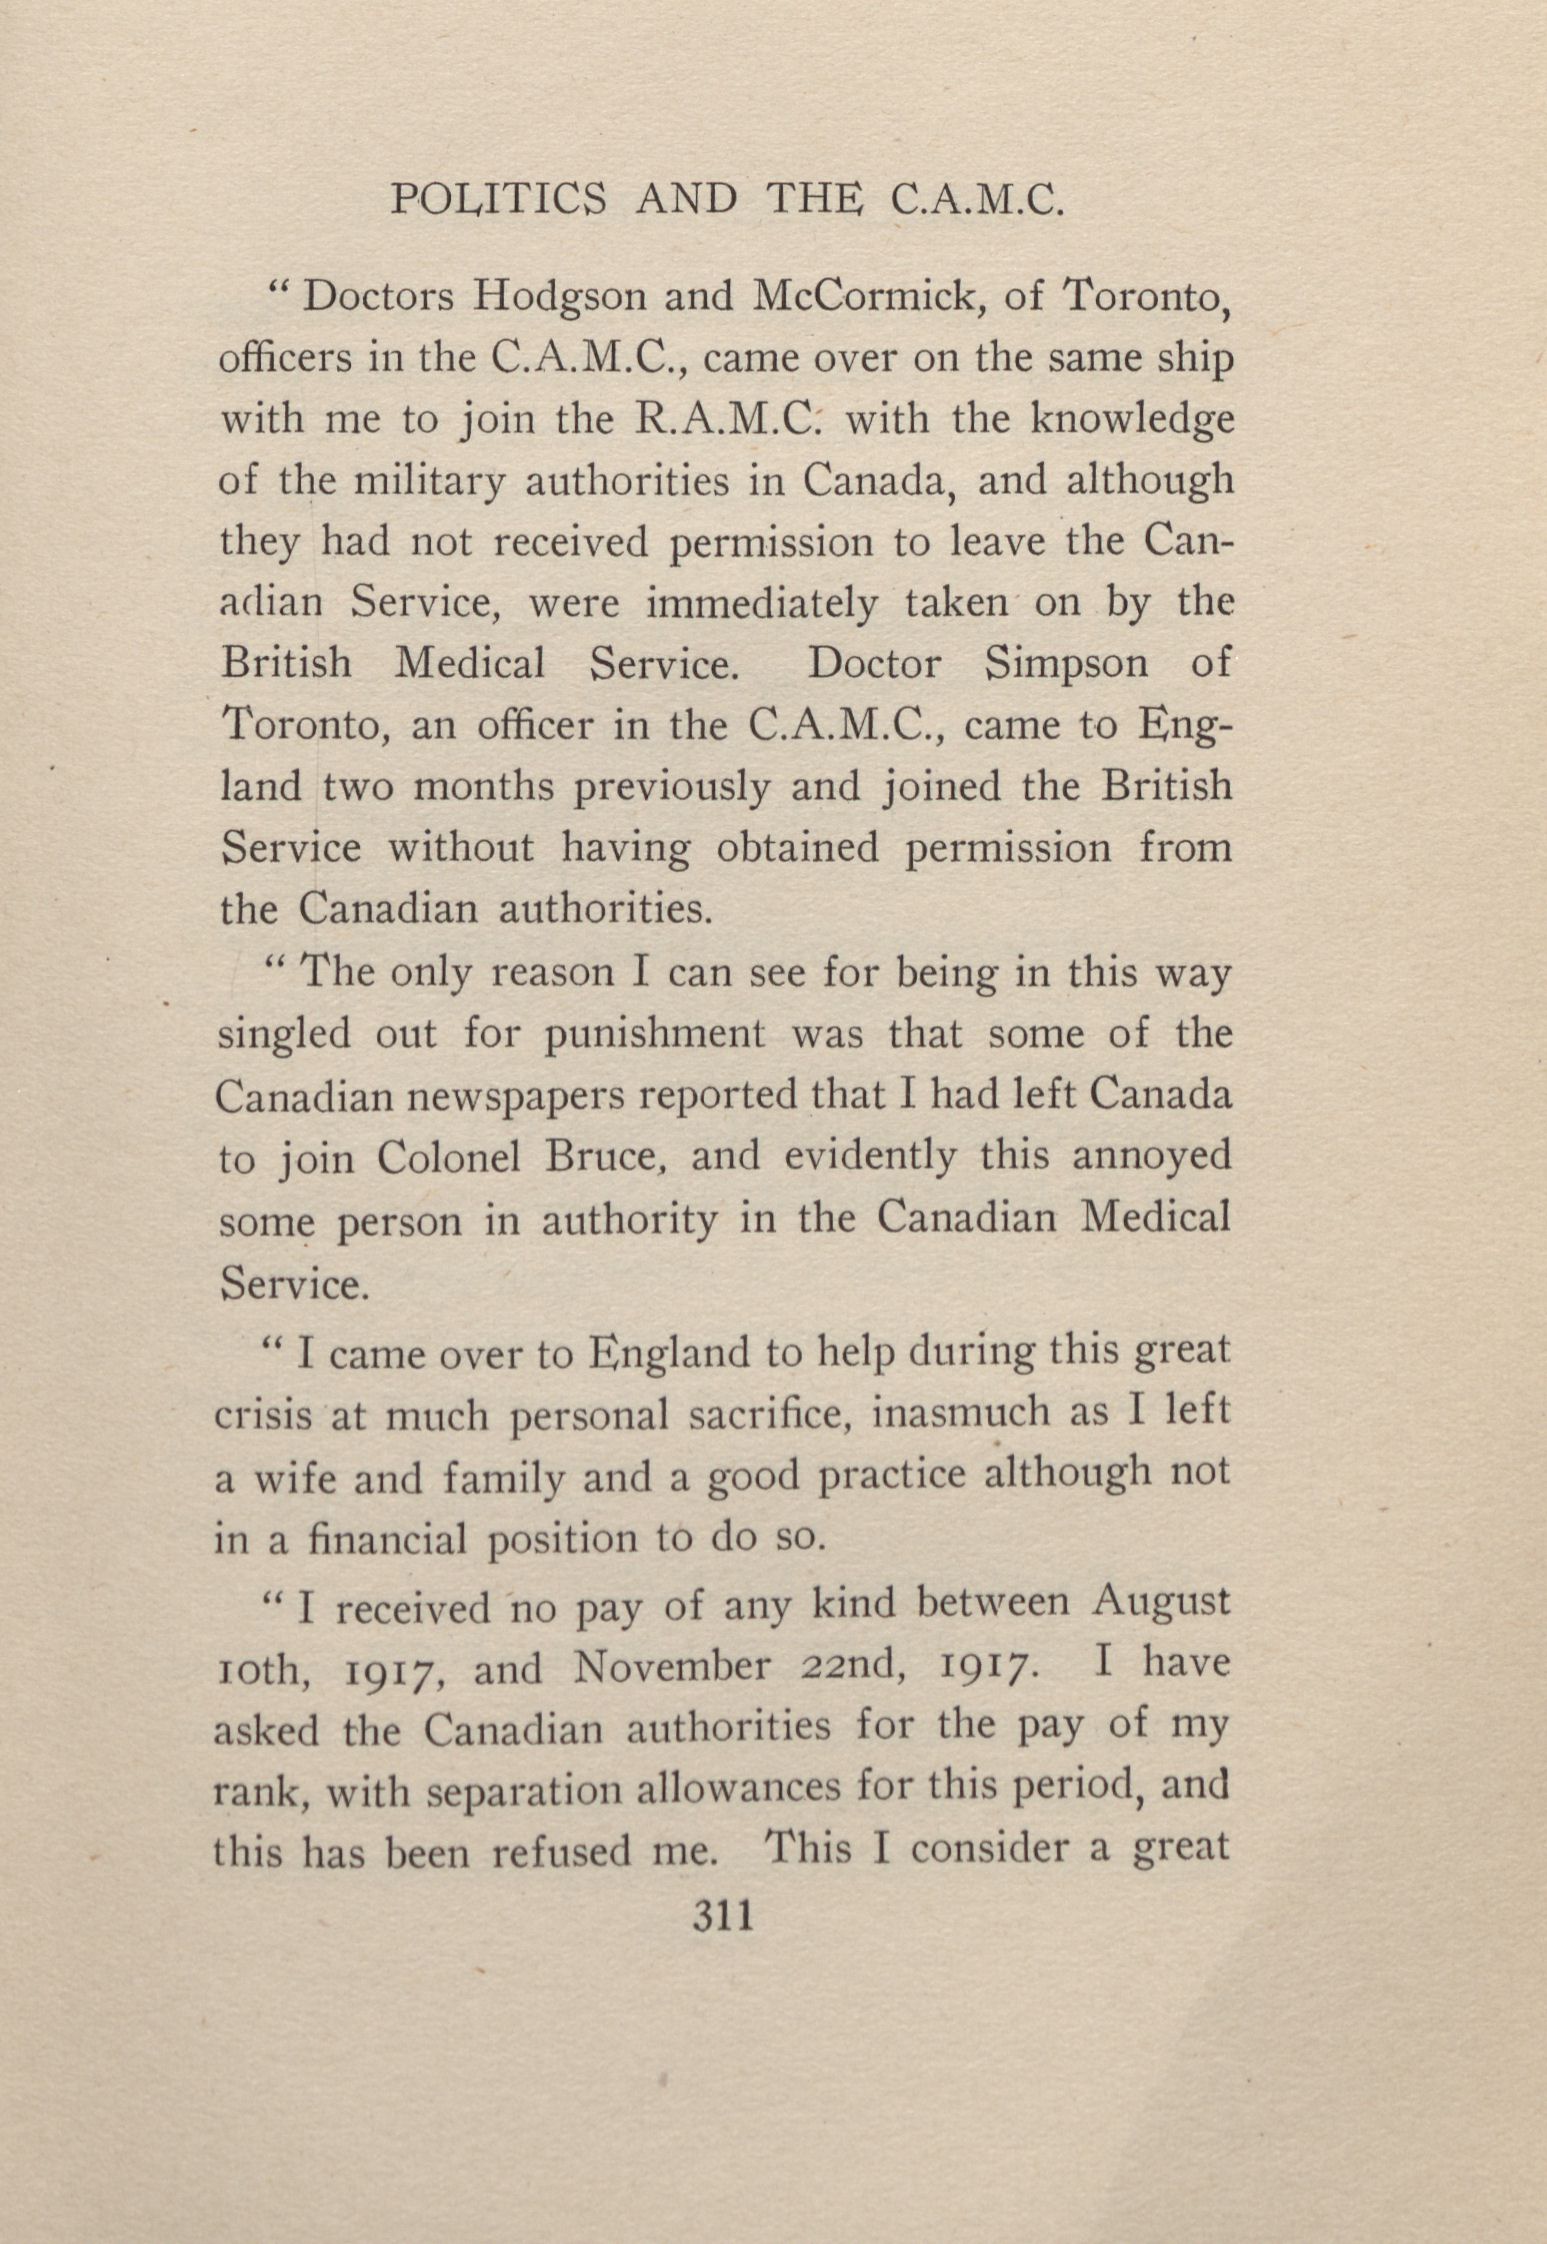 POLITICS AND THE C.A.M.C.
“ Doctors Hodgson and McCormick, of Toronto,
officers in the C.A.M.C., came over on the same ship
with me to join the R.A.M.C. with the knowledge
of the military authorities in Canada, and although
they had not received permission to leave the Can-
adian Service, were immediately taken on by the
British Medical Service. Doctor Simpson of
Toronto, an officer in the C.A.M.C., came to Eng-
land two months previously and joined the British
Service without having obtained permission from
the Canadian authorities.
“ The only reason I can see for being in this way
singled out for punishment was that some of the
Canadian newspapers reported that I had left Canada
to join Colonel Bruce, and evidently this annoyed
some person in authority in the Canadian Medical
Service.
“ I came over to England to help during this great
crisis at much personal sacrifice, inasmuch as I left
a wife and family and a good practice although not
in a financial position to do so.
“ I received no pay of any kind between August
10th, 1917, and November 22nd, 1917. I have
asked the Canadian authorities for the pay of my
rank, with separation allowances for this period, and
this has been refused me. This I consider a great
311